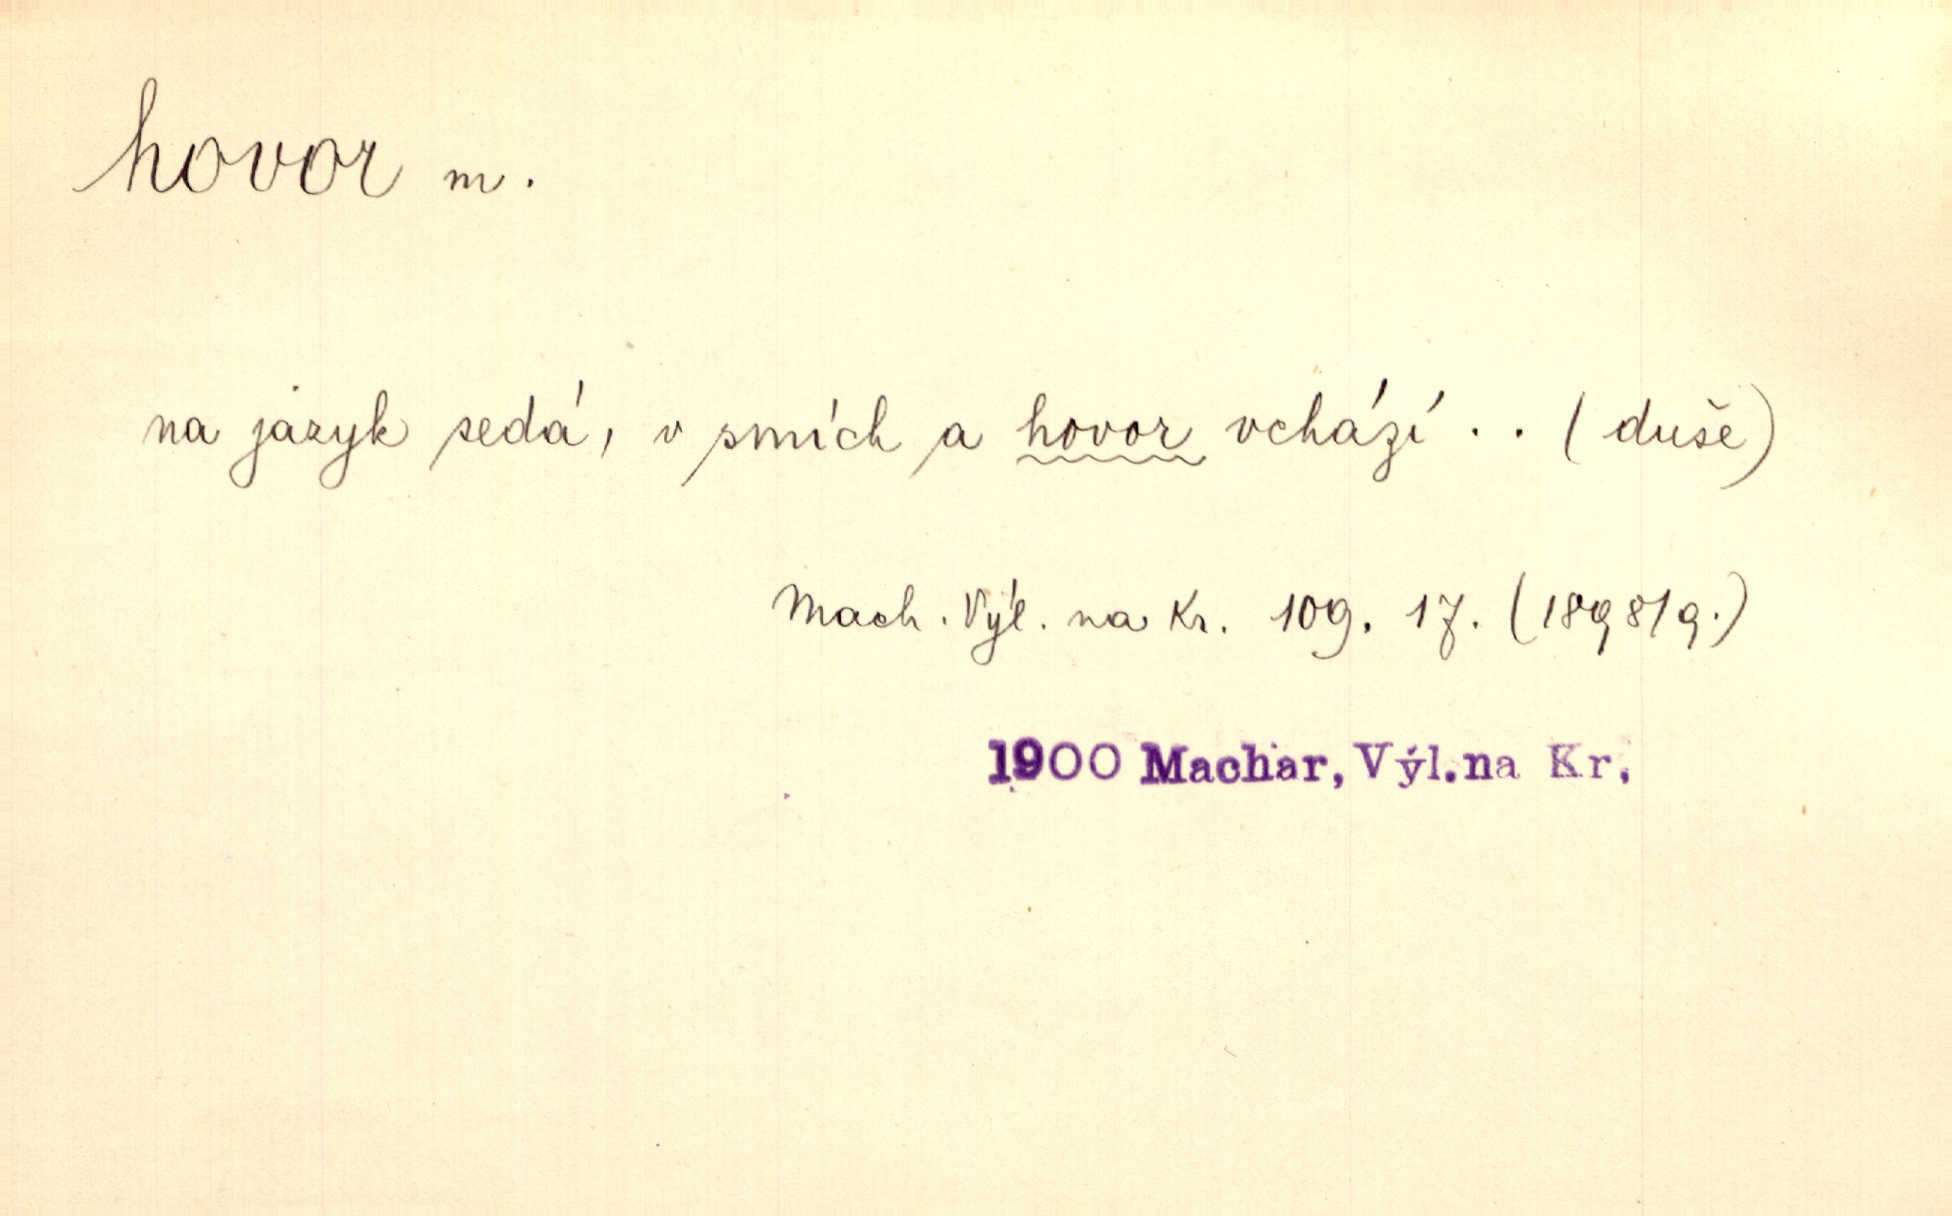 hovor m.
na jazyk sedá, v smích a hovor vchází . . (duše)
Mach. Výl. na Kr. 109. 17. (1898/9.)
1900 Machar, Výl.na Kr.